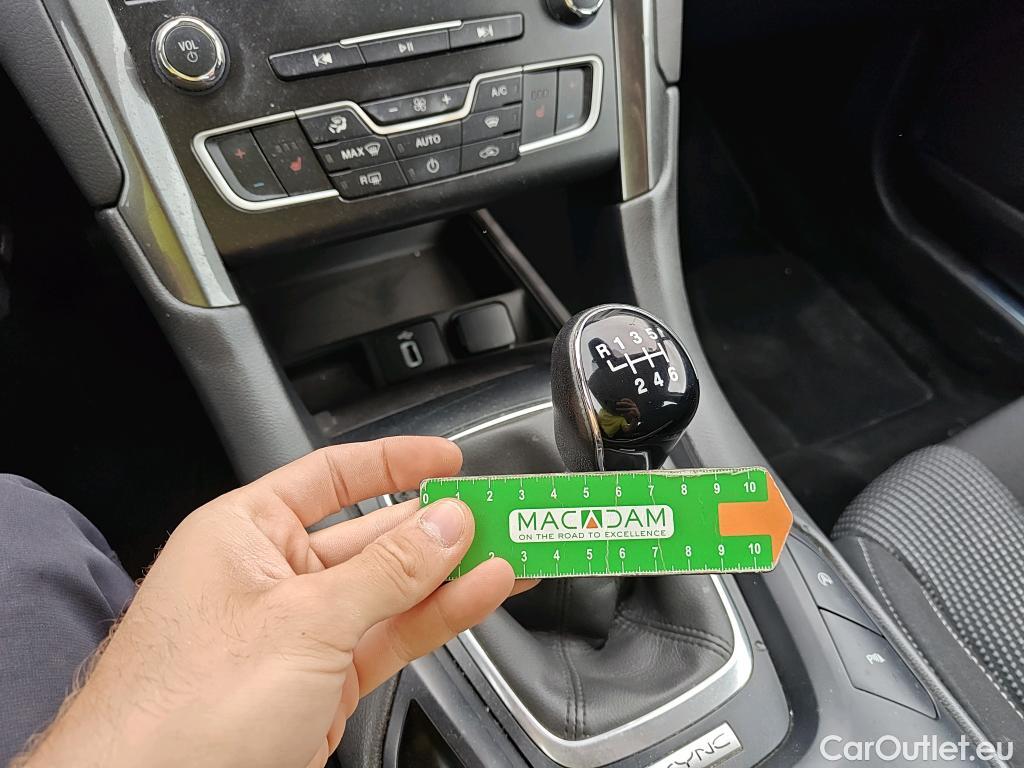 VOL
A/C
MAX
AUTO
R
R 1 3 5
2 4 6
0 1 2 3 4 5 6 7 8 9 10
MACADAM
ON THE ROAD TO EXCELLENCE
2 3 4 5 6 7 8 9 10
SYNC
CarOutlet.eu